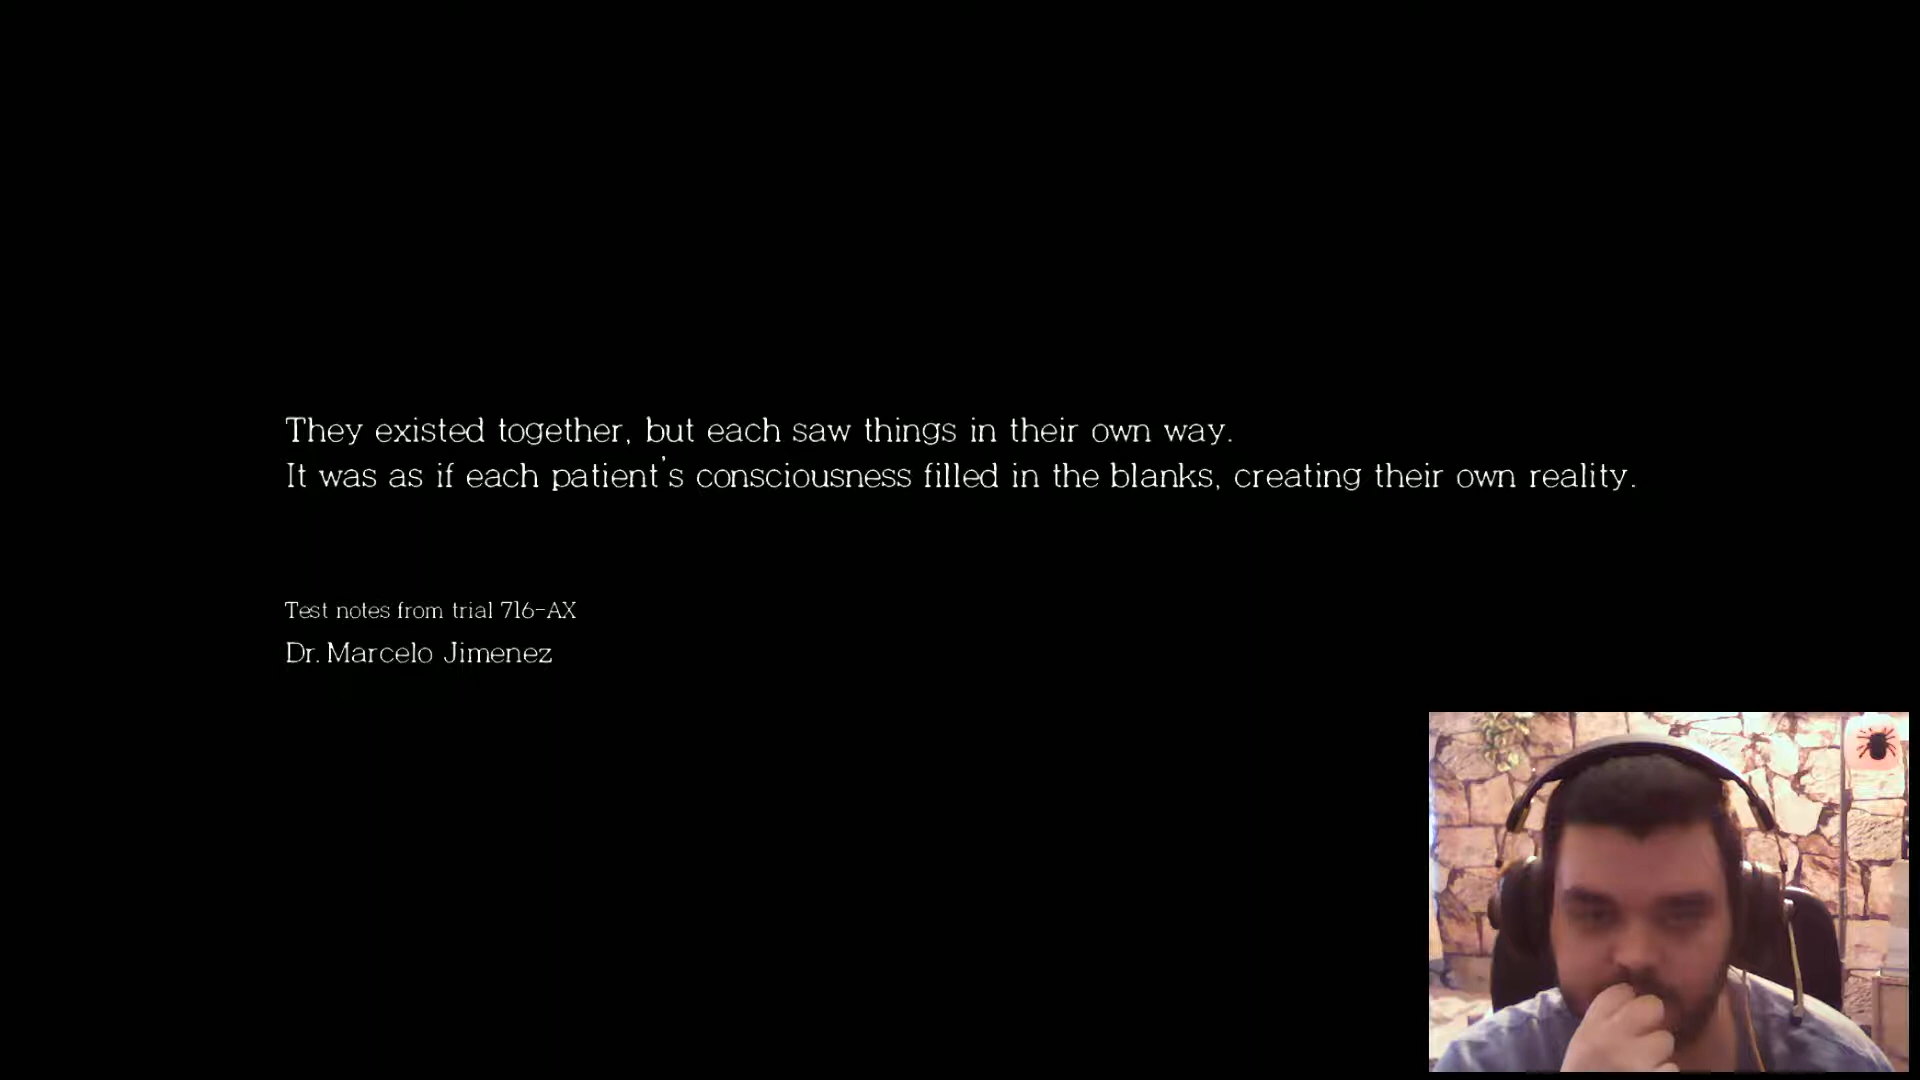 They existed together, but each saw things in their own way.
It was as if each patient's consciousness filled in the blanks, creating their own reality.
Test notes from trial 716-AX
Dr. Marcelo Jimenez